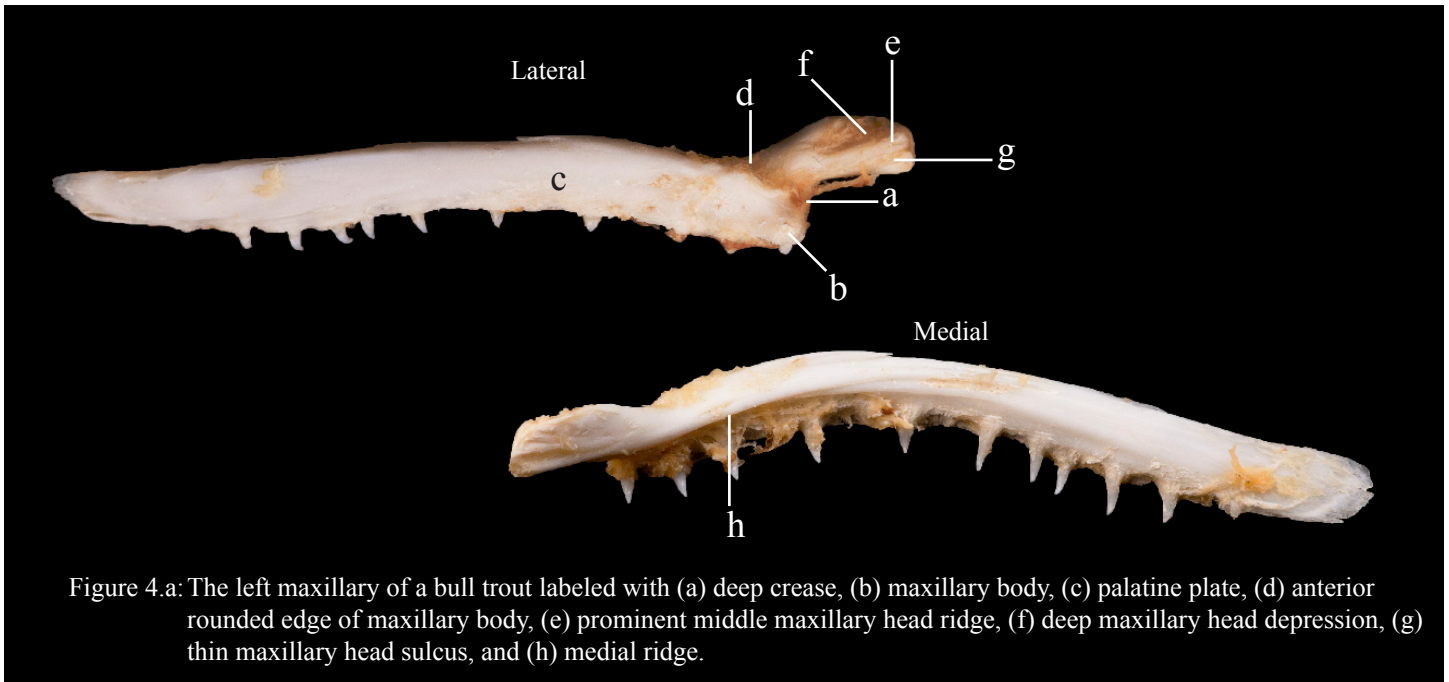 Lateral
e
f
d
g
c
a
b
Medial
h
Figure 4.a: The left maxillary of a bull trout labeled with (a) deep crease, (b) maxillary body, (c) palatine plate, (d) anterior
rounded edge of maxillary body, (e) prominent middle maxillary head ridge, (f) deep maxillary head depression, (g)
thin maxillary head sulcus, and (h) medial ridge.